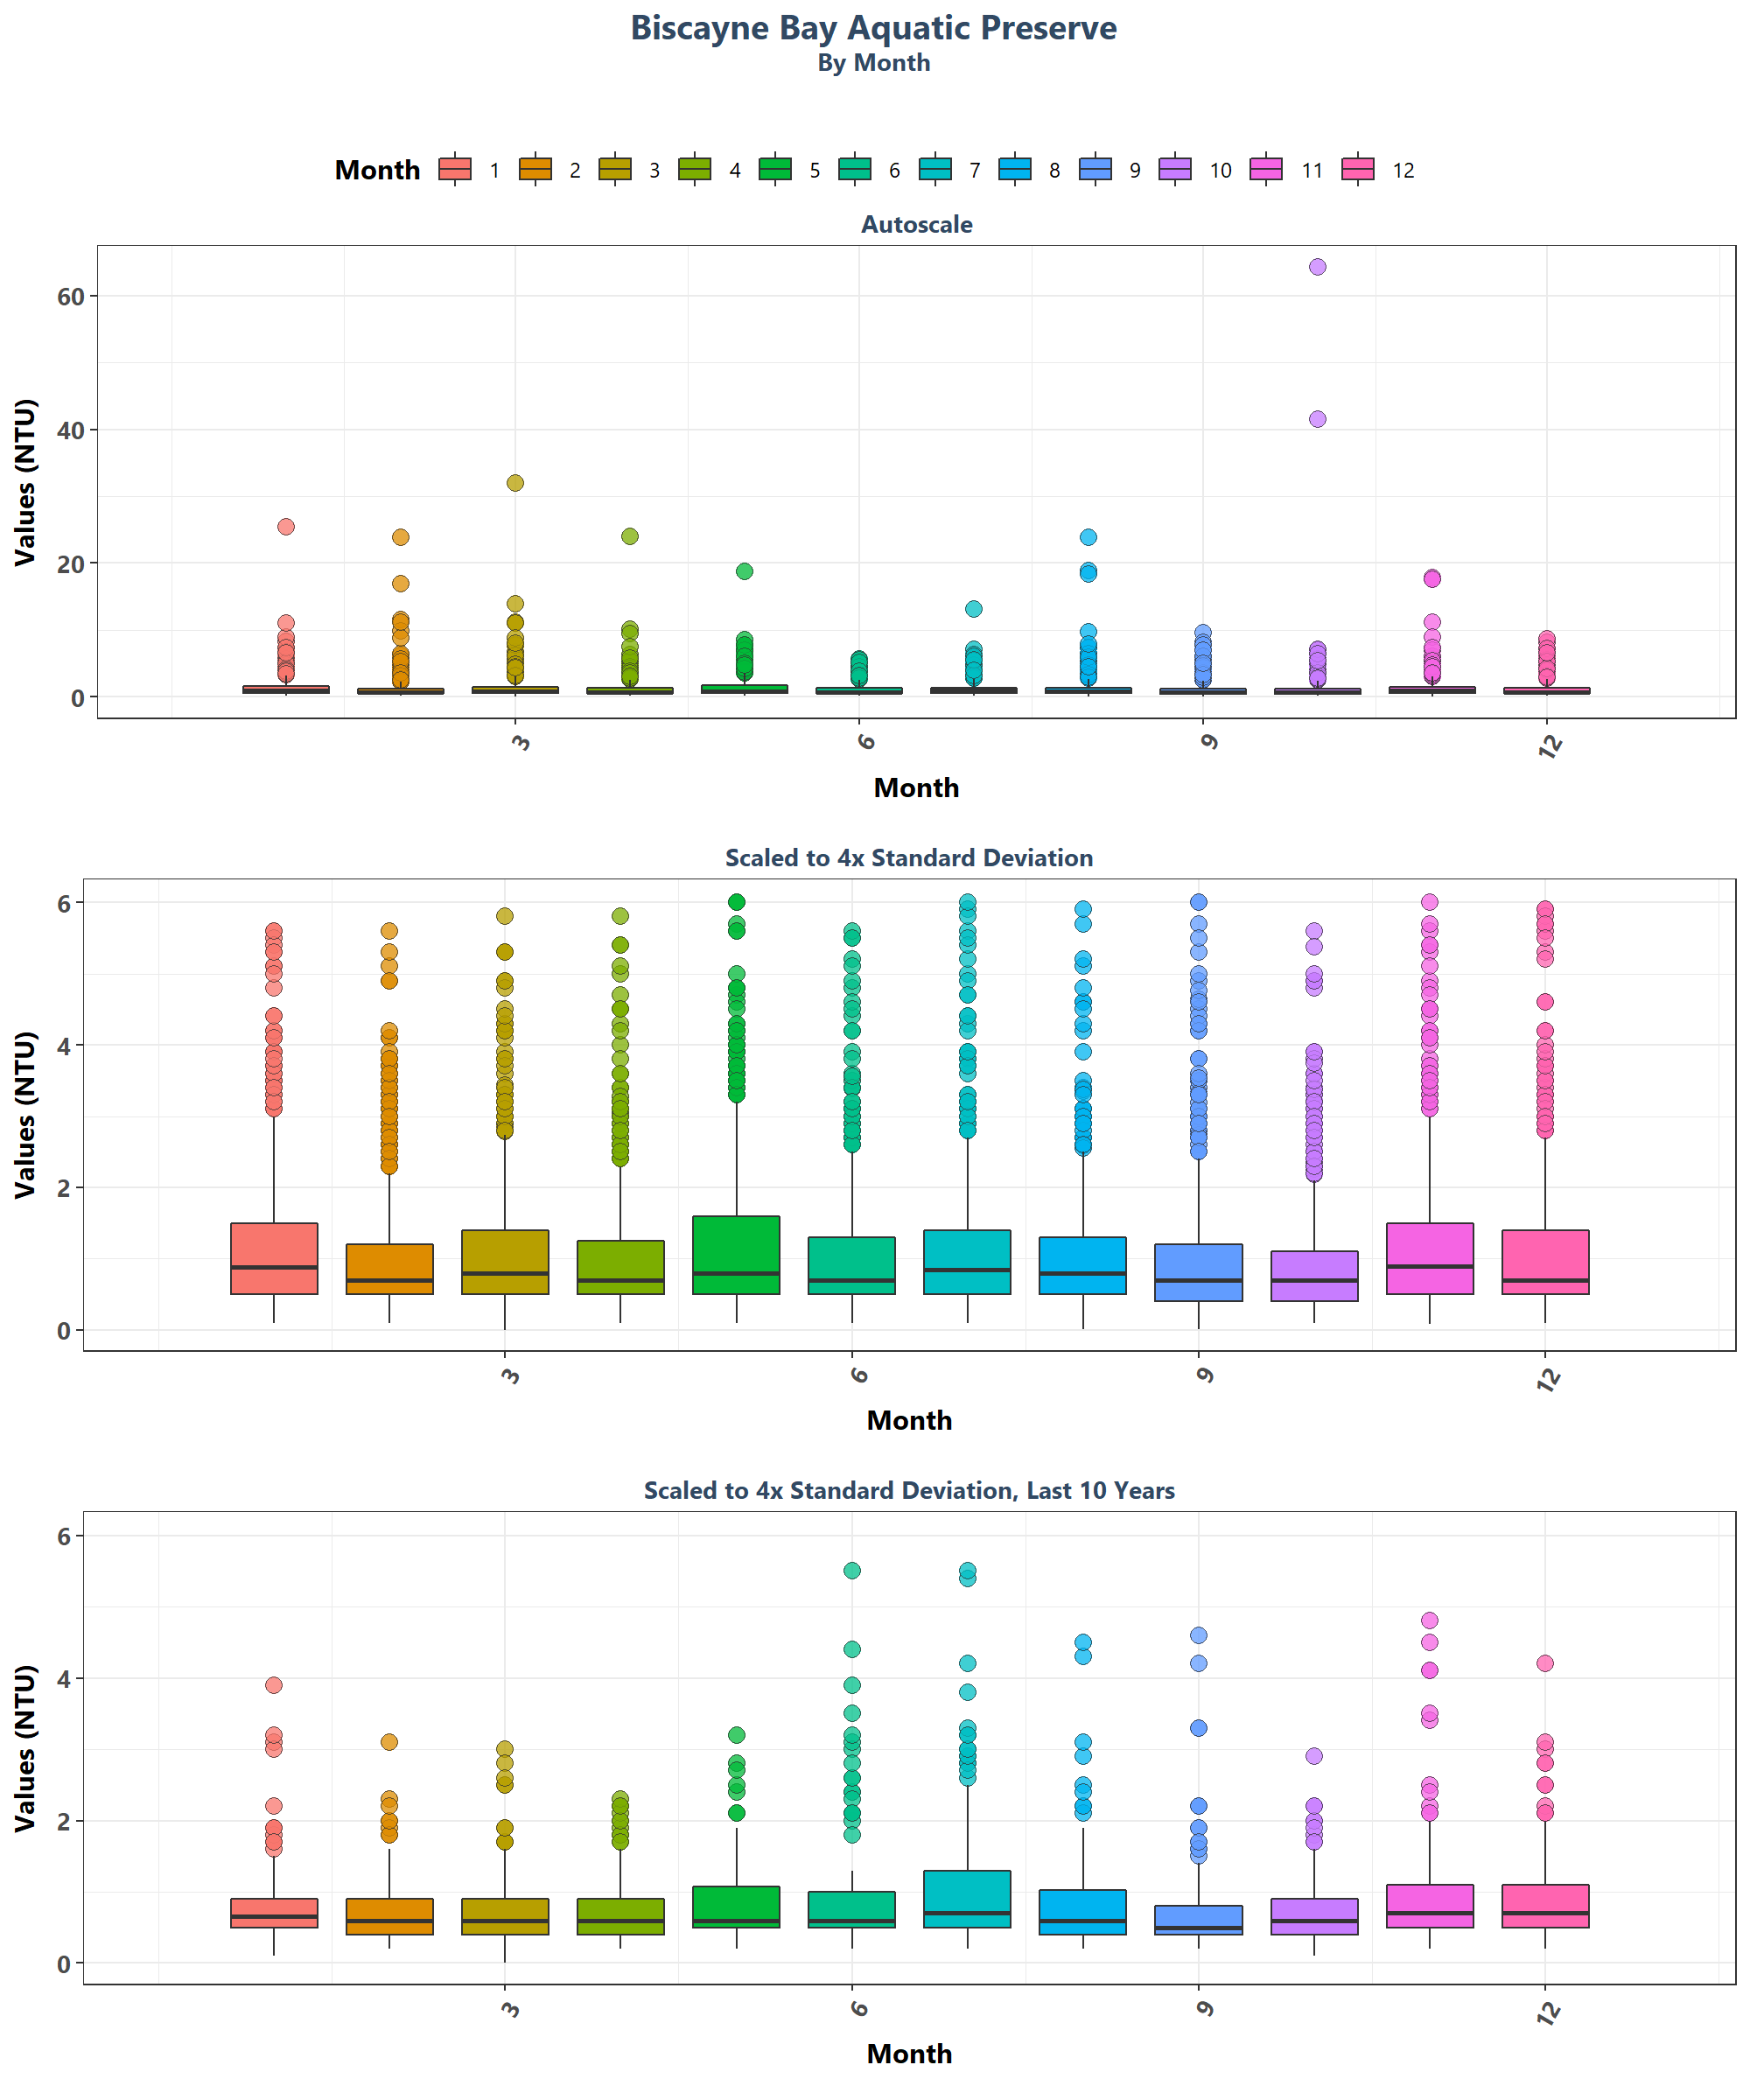 Biscayne Bay Aquatic Preserve
By Month
Month 1 2 3 4 5 6 7 8 9 10 11 12
Autoscale
Values (NTU)
60
40
20
0
3 6 9 12
Month
Scaled to 4x Standard Deviation
Values (NTU)
6
4
2
0
3 6 9 12
Month
Scaled to 4x Standard Deviation, Last 10 Years
Values (NTU)
6
4
2
0
3 6 9 12
Month